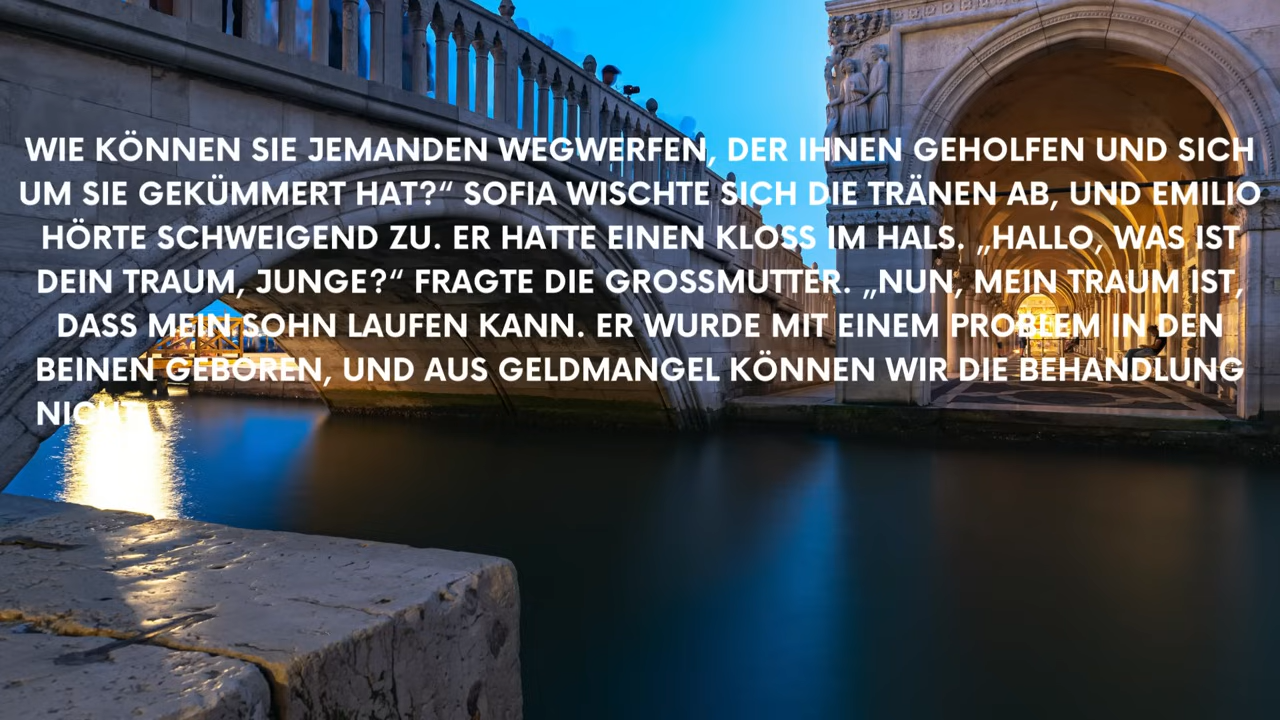 WIE KÖNNEN SIE JEMANDEN WEGWERFEN, DER IHNEN GEHOLFEN UND SICH
UM SIE GEKÜMMERT HAT?“ SOFIA WISCHTE SICH DIE TRÄNEN AB, UND EMILIO
HÖRTE SCHWEIGEND ZU. ER HATTE EINEN KLOSS IM HALS. „HALLO, WAS IST
DEIN TRAUM, JUNGE?“ FRAGTE DIE GROSSMUTTER. „NUN, MEIN TRAUM IST,
DASS MEIN SOHN LAUFEN KANN. ER WURDE MIT EINEM PROBLEM IN DEN
BEINEN GEBOREN, UND AUS GELDMANGEL KÖNNEN WIR DIE BEHANDLUNG
NICHT